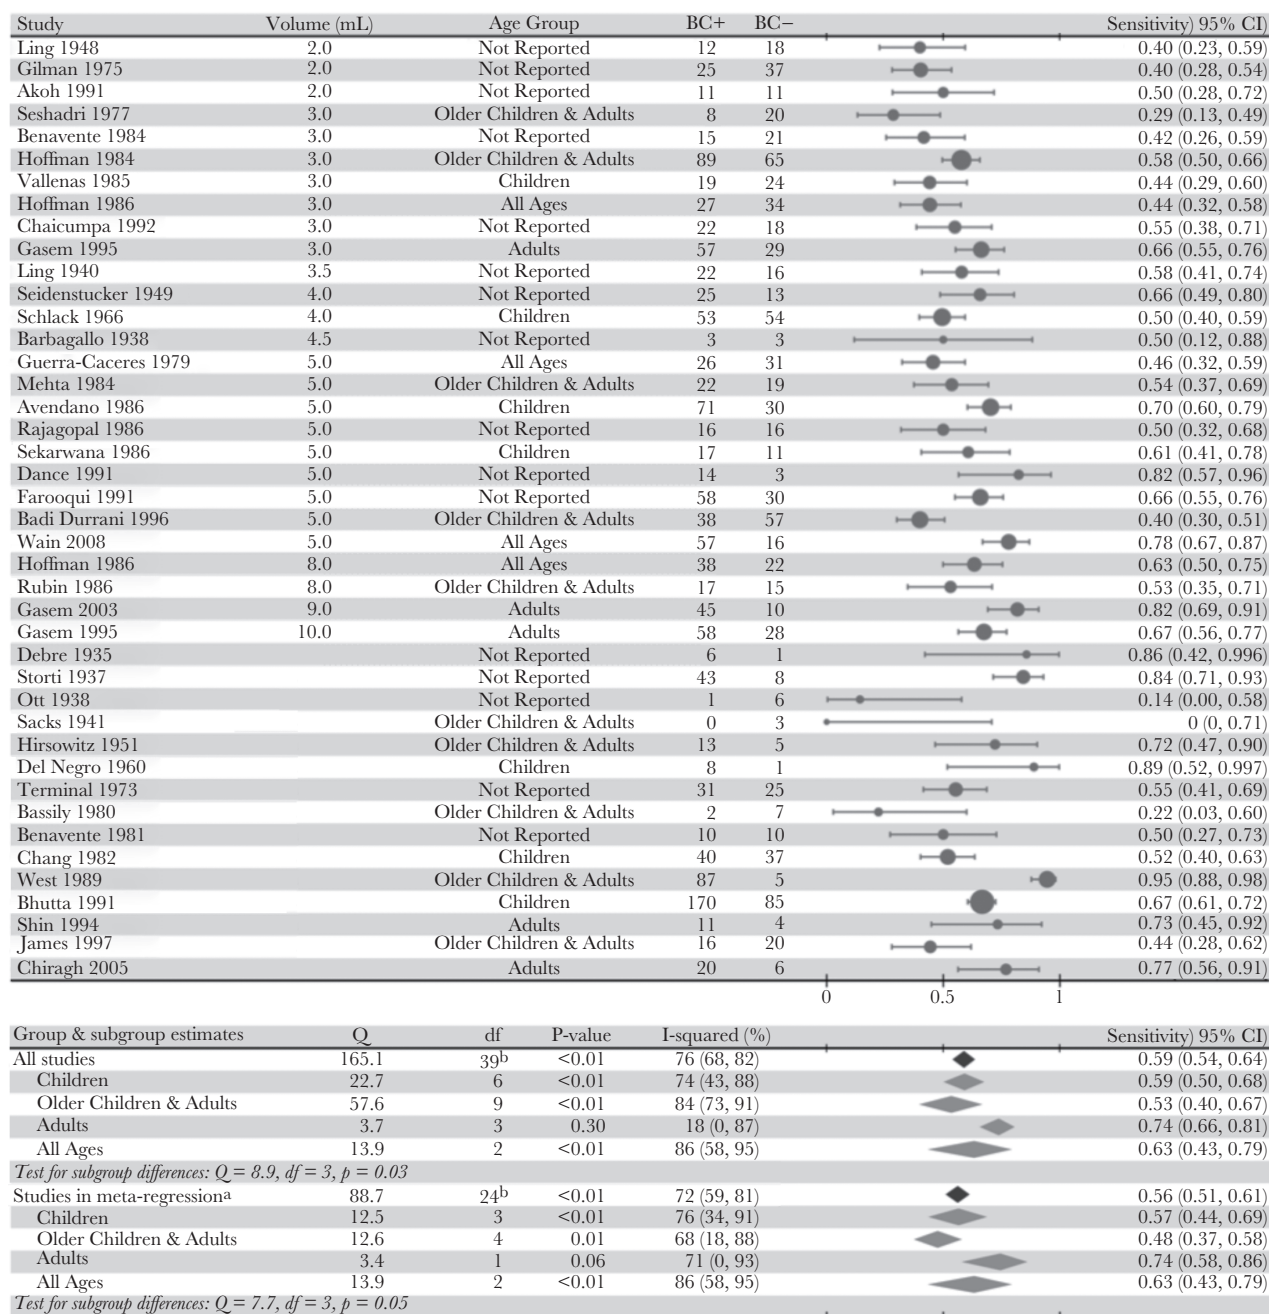 Study Volume (mL) Age Group BC+ BC− Sensitivity) 95% CI)
Ling 1948 2.0 Not Reported 12 18 0.40 (0.23, 0.59)
Gilman 1975 2.0 Not Reported 25 37 0.40 (0.28, 0.54)
Akoh 1991 2.0 Not Reported 11 11 0.50 (0.28, 0.72)
Seshadri 1977 3.0 Older Children & Adults 8 20 0.29 (0.13, 0.49)
Benavente 1984 3.0 Not Reported 15 21 0.42 (0.26, 0.59)
Hoffman 1984 3.0 Older Children & Adults 89 65 0.58 (0.50, 0.66)
Vallenas 1985 3.0 Children 19 24 0.44 (0.29, 0.60)
Hoffman 1986 3.0 All Ages 27 34 0.44 (0.32, 0.58)
Chaicumpa 1992 3.0 Not Reported 22 18 0.55 (0.38, 0.71)
Gasem 1995 3.0 Adults 57 29 0.66 (0.55, 0.76)
Ling 1940 3.5 Not Reported 22 16 0.58 (0.41, 0.74)
Seidenstucker 1949 4.0 Not Reported 25 13 0.66 (0.49, 0.80)
Schlack 1966 4.0 Children 53 54 0.50 (0.40, 0.59)
Barbagallo 1938 4.5 Not Reported 3 3 0.50 (0.12, 0.88)
Guerra-Caceres 1979 5.0 All Ages 26 31 0.46 (0.32, 0.59)
Mehta 1984 5.0 Older Children & Adults 22 19 0.54 (0.37, 0.69)
Avendano 1986 5.0 Children 71 30 0.70 (0.60, 0.79)
Rajagopal 1986 5.0 Not Reported 16 16 0.50 (0.32, 0.68)
Sekarwana 1986 5.0 Children 17 11 0.61 (0.41, 0.78)
Dance 1991 5.0 Not Reported 14 3 0.82 (0.57, 0.96)
Farooqui 1991 5.0 Not Reported 58 30 0.66 (0.55, 0.76)
Badi Durrani 1996 5.0 Older Children & Adults 38 57 0.40 (0.30, 0.51)
Wain 2008 5.0 All Ages 57 16 0.78 (0.67, 0.87)
Hoffman 1986 8.0 All Ages 38 22 0.63 (0.50, 0.75)
Rubin 1986 8.0 Older Children & Adults 17 15 0.53 (0.35, 0.71)
Gasem 2003 9.0 Adults 45 10 0.82 (0.69, 0.91)
Gasem 1995 10.0 Adults 58 28 0.67 (0.56, 0.77)
Debre 1935 Not Reported 6 1 0.86 (0.42, 0.996)
Storti 1937 Not Reported 43 8 0.84 (0.71, 0.93)
Ott 1938 Not Reported 1 6 0.14 (0.00, 0.58)
Sacks 1941 Older Children & Adults 0 3 0 (0, 0.71)
Hirsowitz 1951 Older Children & Adults 13 5 0.72 (0.47, 0.90)
Del Negro 1960 Children 8 1 0.89 (0.52, 0.997)
Terminal 1973 Not Reported 31 25 0.55 (0.41, 0.69)
Bassily 1980 Older Children & Adults 2 7 0.22 (0.03, 0.60)
Benavente 1981 Not Reported 10 10 0.50 (0.27, 0.73)
Chang 1982 Children 40 37 0.52 (0.40, 0.63)
West 1989 Older Children & Adults 87 5 0.95 (0.88, 0.98)
Bhutta 1991 Children 170 85 0.67 (0.61, 0.72)
Shin 1994 Adults 11 4 0.73 (0.45, 0.92)
James 1997 Older Children & Adults 16 20 0.44 (0.28, 0.62)
Chiragh 2005 Adults 20 6 0.77 (0.56, 0.91)
0 0.5 1
Group & subgroup estimates Q df P-value I-squared (%) Sensitivity) 95% CI)
All studies 165.1 39b <0.01 76 (68, 82) 0.59 (0.54, 0.64)
Children 22.7 6 <0.01 74 (43, 88) 0.59 (0.50, 0.68)
Older Children & Adults 57.6 9 <0.01 84 (73, 91) 0.53 (0.40, 0.67)
Adults 3.7 3 0.30 18 (0, 87) 0.74 (0.66, 0.81)
All Ages 13.9 2 <0.01 86 (58, 95) 0.63 (0.43, 0.79)
Test for subgroup differences: Q = 8.9, df = 3, p = 0.03
Studies in meta-regressiona 88.7 24b <0.01 72 (59, 81) 0.56 (0.51, 0.61)
Children 12.5 3 <0.01 76 (34, 91) 0.57 (0.44, 0.69)
Older Children & Adults 12.6 4 0.01 68 (18, 88) 0.48 (0.37, 0.58)
Adults 3.4 1 0.06 71 (0, 93) 0.74 (0.58, 0.86)
All Ages 13.9 2 <0.01 86 (58, 95) 0.63 (0.43, 0.79)
Test for subgroup differences: Q = 7.7, df = 3, p = 0.05